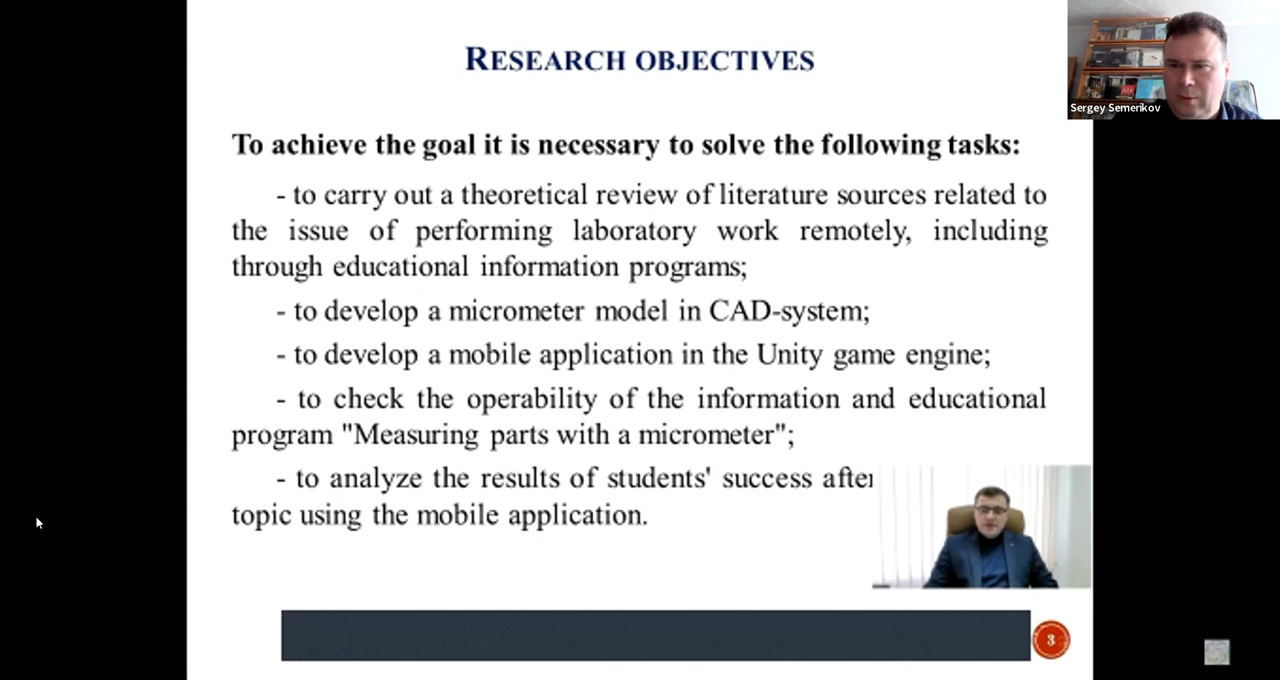 RESEARCH OBJECTIVES
Sergey Semerikov
To achieve the goal it is necessary to solve the following tasks:
- to carry out a theoretical review of literature sources related to
the issue of performing laboratory work remotely, including
through educational information programs;
- to develop a micrometer model in CAD-system;
- to develop a mobile application in the Unity game engine;
- to check the operability of the information and educational
program "Measuring parts with a micrometer";
- to analyze the results of students' success after
topic using the mobile application.
3